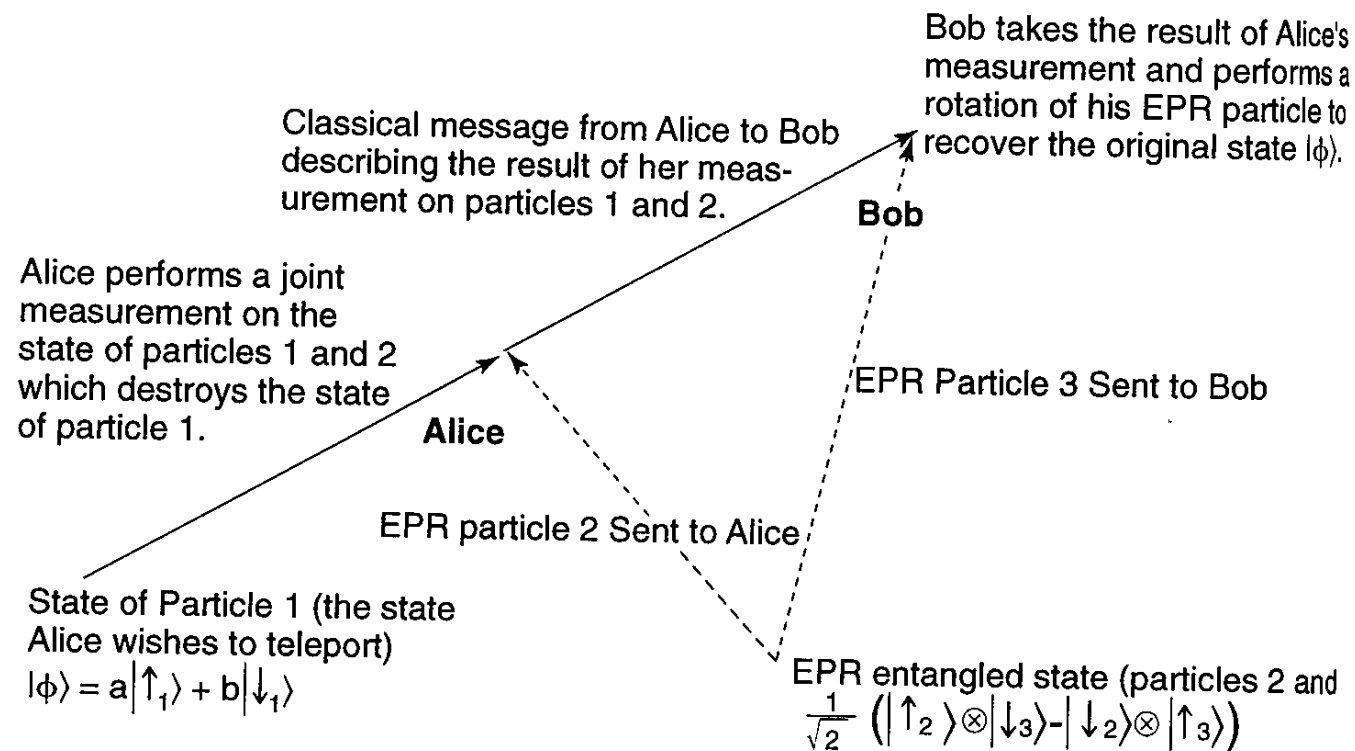 Bob takes the result of Alice's
measurement and performs a
rotation of his EPR particle to
recover the original state |ϕ⟩.
Classical message from Alice to Bob
describing the result of her meas-
urement on particles 1 and 2.
Bob
Alice performs a joint
measurement on the
state of particles 1 and 2
which destroys the state
of particle 1.
Alice
EPR Particle 3 Sent to Bob
EPR particle 2 Sent to Alice
State of Particle 1 (the state
Alice wishes to teleport)
|ϕ⟩ = a|↑₁⟩ + b|↓₁⟩
EPR entangled state (particles 2 and
1/√2 (|↑₂⟩⊗|↓₃⟩-|↓₂⟩⊗|↑₃⟩)